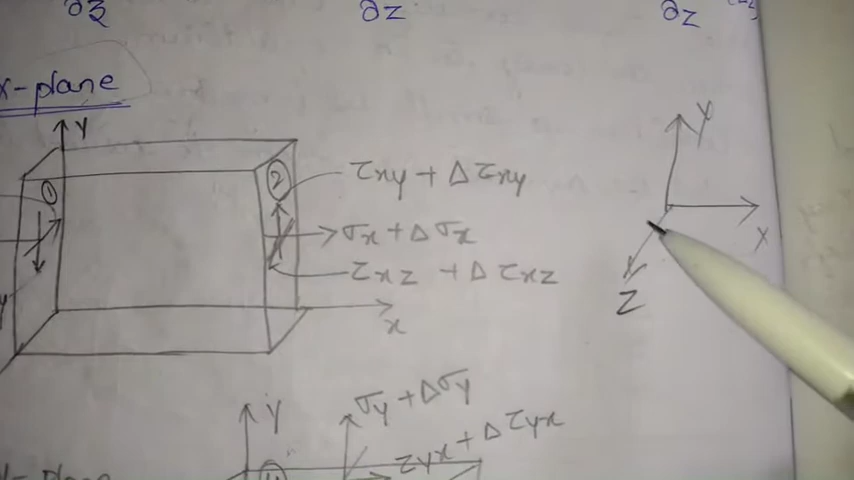 ∂z ∂z ∂z
x-plane
y
Y
① ② τxy + Δτxy
σx + Δσx
x
τxz + Δτxz
z
x
σy + Δσy
y
τyx + Δτyx